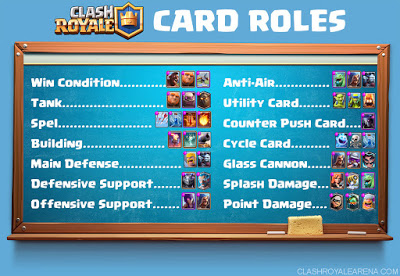 CLASH ROYALE CARD ROLES
Win Condition
Tank
Spel
Building
Main Defense
Defensive Support
Offensive Support
Anti-Air
Utility Card
Counter Push Card
Cycle Card
Glass Cannon
Splash Damage
Point Damage
CLASHROYALEARENA.COM